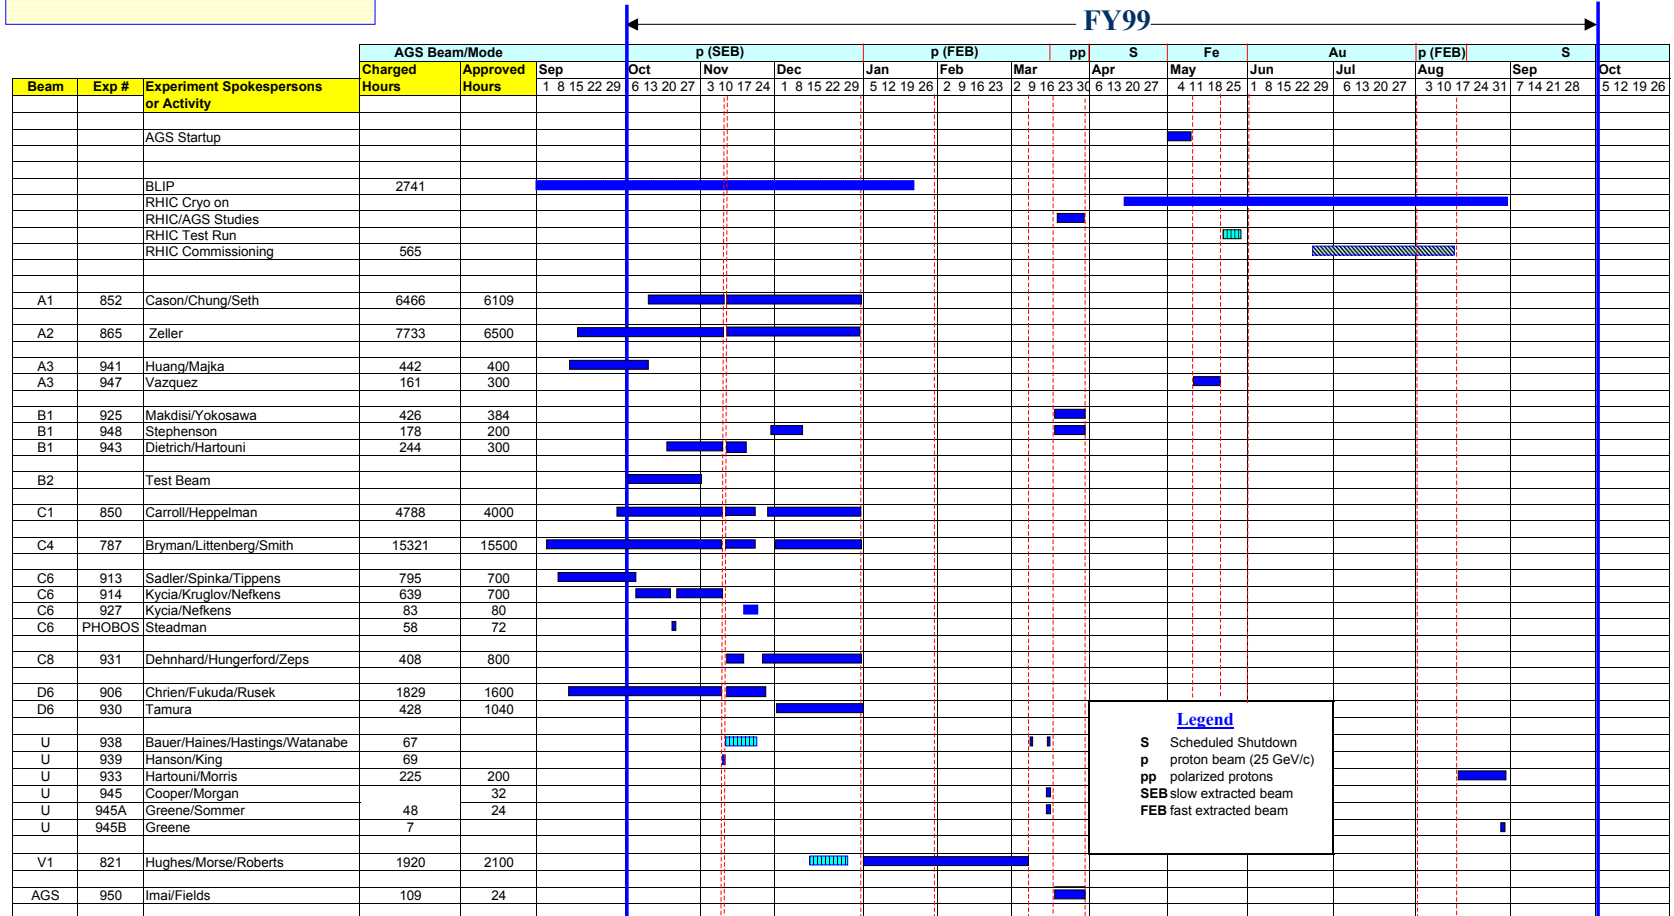 FY99
AGS Beam/Mode p (SEB) p (FEB) pp S Fe Au p (FEB) S
Charged Approved Sep Oct Nov Dec Jan Feb Mar Apr May Jun Jul Aug Sep Oct
Beam Exp # Experiment Spokespersons Hours Hours 1 8 15 22 29 6 13 20 27 3 10 17 24 1 8 15 22 29 5 12 19 26 2 9 16 23 2 9 16 23 30 6 13 20 27 4 11 18 25 1 8 15 22 29 6 13 20 27 3 10 17 24 31 7 14 21 28 5 12 19 26
or Activity
AGS Startup
BLIP 2741
RHIC Cryo on
RHIC/AGS Studies
RHIC Test Run
RHIC Commissioning 565
A1 852 Cason/Chung/Seth 6466 6109
A2 865 Zeller 7733 6500
A3 941 Huang/Majka 442 400
A3 947 Vazquez 161 300
B1 925 Makdisi/Yokosawa 426 384
B1 948 Stephenson 178 200
B1 943 Dietrich/Hartouni 244 300
B2 Test Beam
C1 850 Carroll/Heppelman 4788 4000
C4 787 Bryman/Littenberg/Smith 15321 15500
C6 913 Sadler/Spinka/Tippens 795 700
C6 914 Kycia/Kruglov/Nefkens 639 700
C6 927 Kycia/Nefkens 83 80
C6 PHOBOS Steadman 58 72
C8 931 Dehnhard/Hungerford/Zeps 408 800
D6 906 Chrien/Fukuda/Rusek 1829 1600
D6 930 Tamura 428 1040
U 938 Bauer/Haines/Hastings/Watanabe 67
U 939 Hanson/King 69
U 933 Hartouni/Morris 225 200
U 945 Cooper/Morgan 32
U 945A Greene/Sommer 48 24
U 945B Greene 7
V1 821 Hughes/Morse/Roberts 1920 2100
AGS 950 Imai/Fields 109 24
Legend
S Scheduled Shutdown
p proton beam (25 GeV/c)
pp polarized protons
SEB slow extracted beam
FEB fast extracted beam